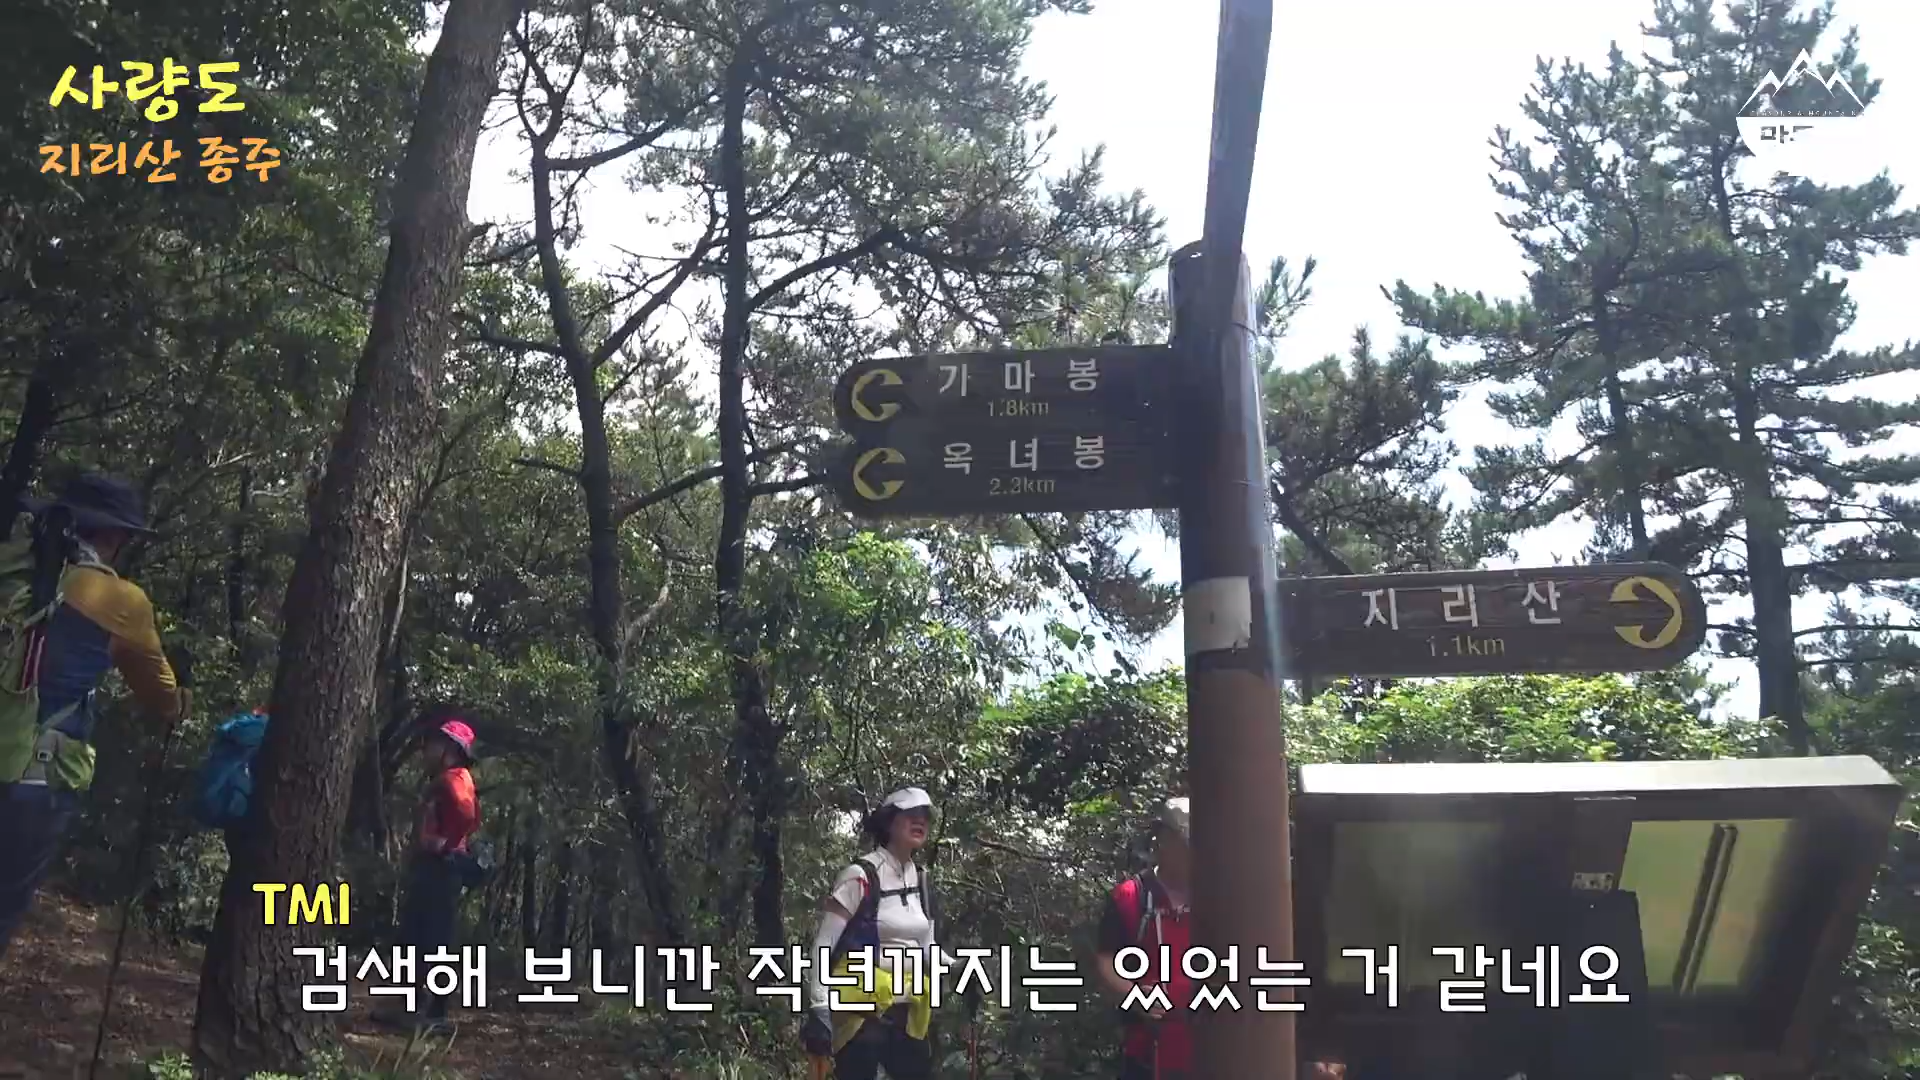 사량도
지리산 종주
가마봉
1.8km
옥녀봉
2.3km
지리산
1.1km
TMI
검색해 보니깐 작년까지는 있었는 거 같네요